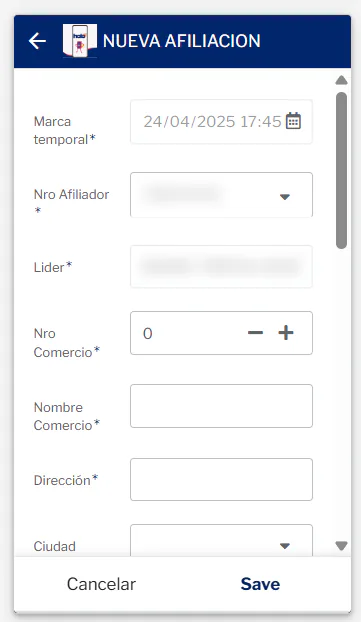 NUEVA AFILIACION
Marca
temporal*
24/04/2025 17:45
Nro Afiliador
*
Lider*
Nro
Comercio*
0
Nombre
Comercio*
Dirección*
Ciudad
Cancelar
Save